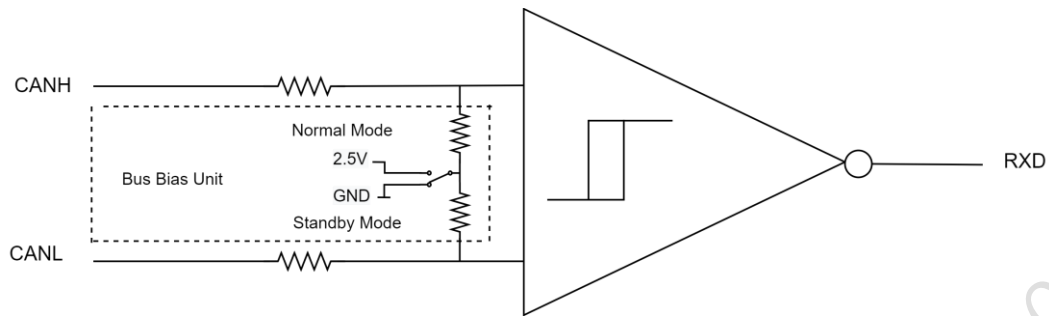 CANH
Normal Mode
2.5V
Bus Bias Unit
GND
Standby Mode
CANL
RXD